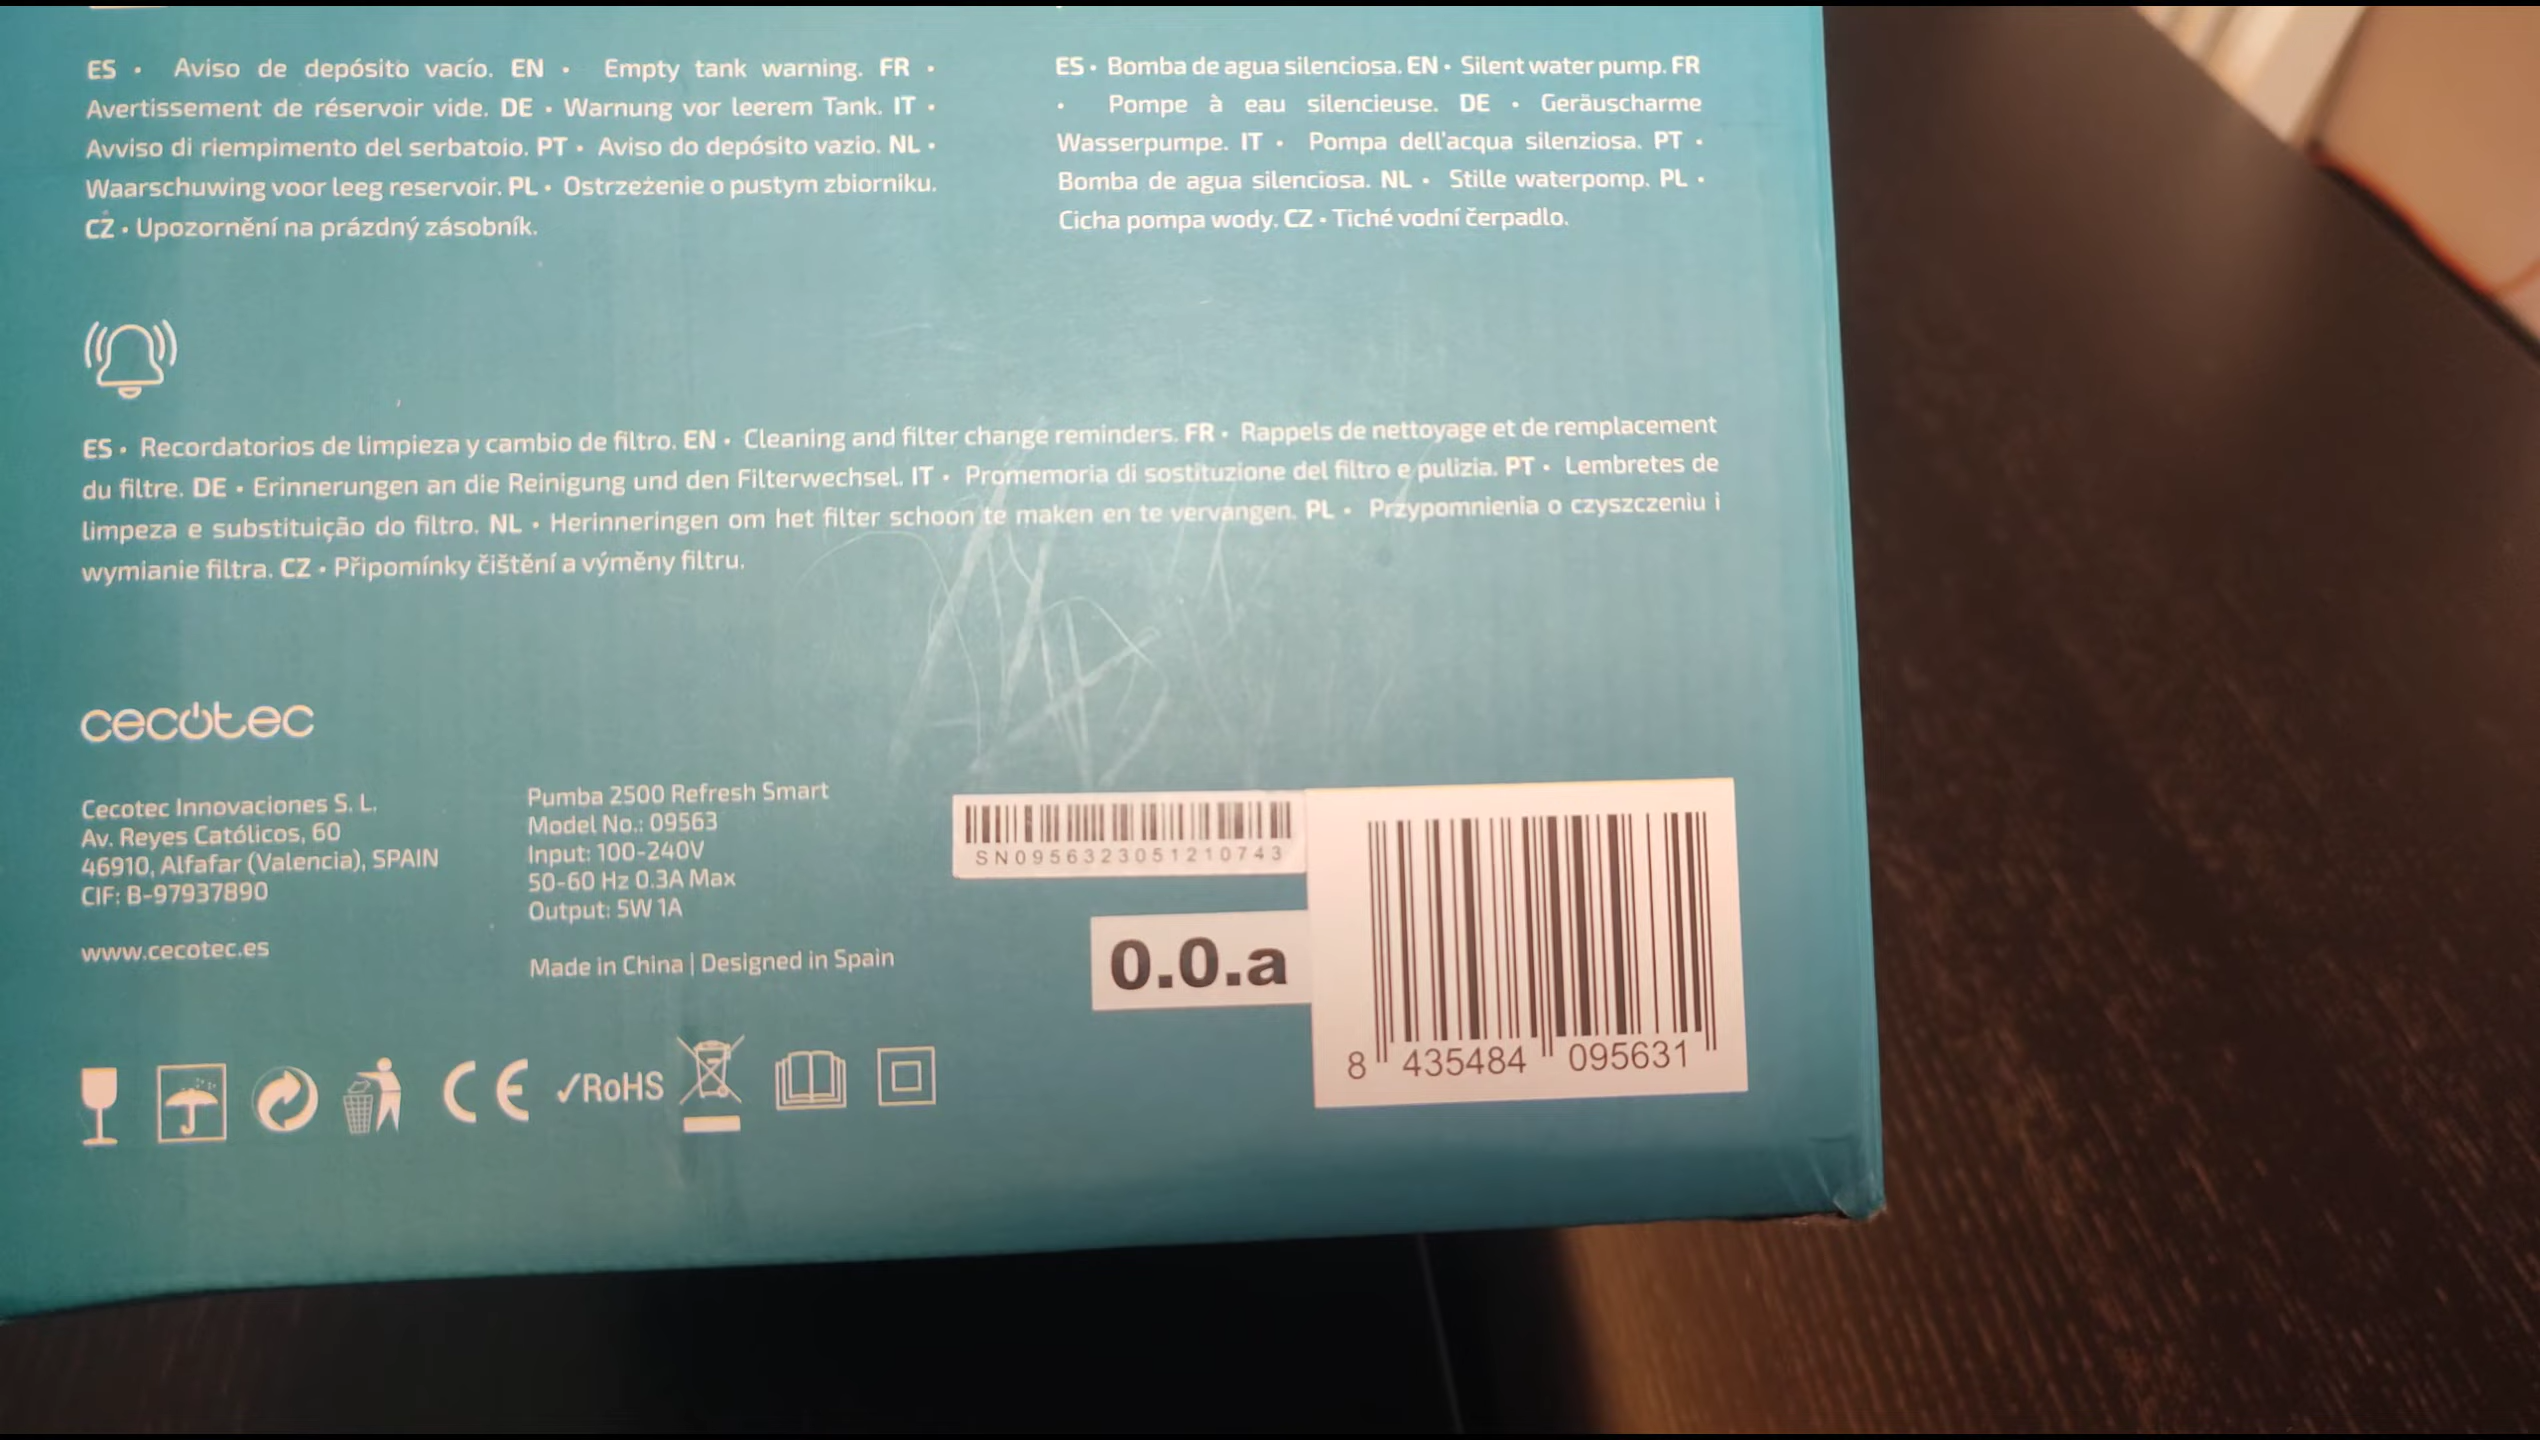 ES • Aviso de depósito vacío. EN • Empty tank warning. FR •
Avertissement de réservoir vide. DE • Warnung vor leerem Tank. IT •
Avviso di riempimento del serbatoio. PT • Aviso do depósito vazio. NL •
Waarschuwing voor leeg reservoir. PL • Ostrzeżenie o pustym zbiorniku.
CZ • Upozornění na prázdný zásobník.
ES • Bomba de agua silenciosa. EN • Silent water pump. FR
• Pompe à eau silencieuse. DE • Geräuscharme
Wasserpumpe. IT • Pompa dell'acqua silenziosa. PT •
Bomba de agua silenciosa. NL • Stille waterpomp. PL •
Cicha pompa wody. CZ • Tiché vodní čerpadlo.
ES • Recordatorios de limpieza y cambio de filtro. EN • Cleaning and filter change reminders. FR • Rappels de nettoyage et de remplacement
du filtre. DE • Erinnerungen an die Reinigung und den Filterwechsel. IT • Promemoria di sostituzione del filtro e pulizia. PT • Lembretes de
limpeza e substituição do filtro. NL • Herinneringen om het filter schoon te maken en te vervangen. PL • Przypomnienia o czyszczeniu i
wymianie filtra. CZ • Připomínky čištění a výměny filtru.
cecotec
Cecotec Innovaciones S. L.
Av. Reyes Católicos, 60
46910, Alfafar (Valencia), SPAIN
CIF: B-97937890
www.cecotec.es
Pumba 2500 Refresh Smart
Model No.: 09563
Input: 100-240V
50-60 Hz 0.3A Max
Output: 5W 1A
Made in China | Designed in Spain
SN0956323051210743
0.0.a
8 435484 095631
CE ✓RoHS